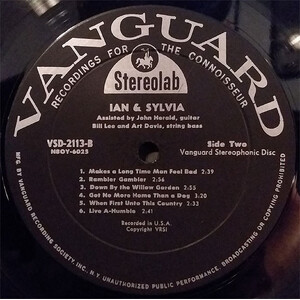 VANGUARD
RECORDINGS FOR THE CONNOISSEUR
Stereolab
IAN & SYLVIA
Assisted by John Herald, guitar
Bill Lee and Art Davis, string bass
VSD-2113-B
NBOY-6025
Side Two
Vanguard Stereophonic Disc
1. Makes a Long Time Man Feel Bad 2:39
2. Rambler Gambler 2:56
3. Down By the Willow Garden 2:55
4. Got No More Home Than a Dog 3:20
5. When First Unto This Country 2:33
6. Live A-Humble 2:41
Recorded in U.S.A.
Copyright VRSI
MFG BY VANGUARD RECORDING SOCIETY, INC. N.Y. UNAUTHORIZED PUBLIC PERFORMANCE, BROADCASTING OR COPYING PROHIBITED